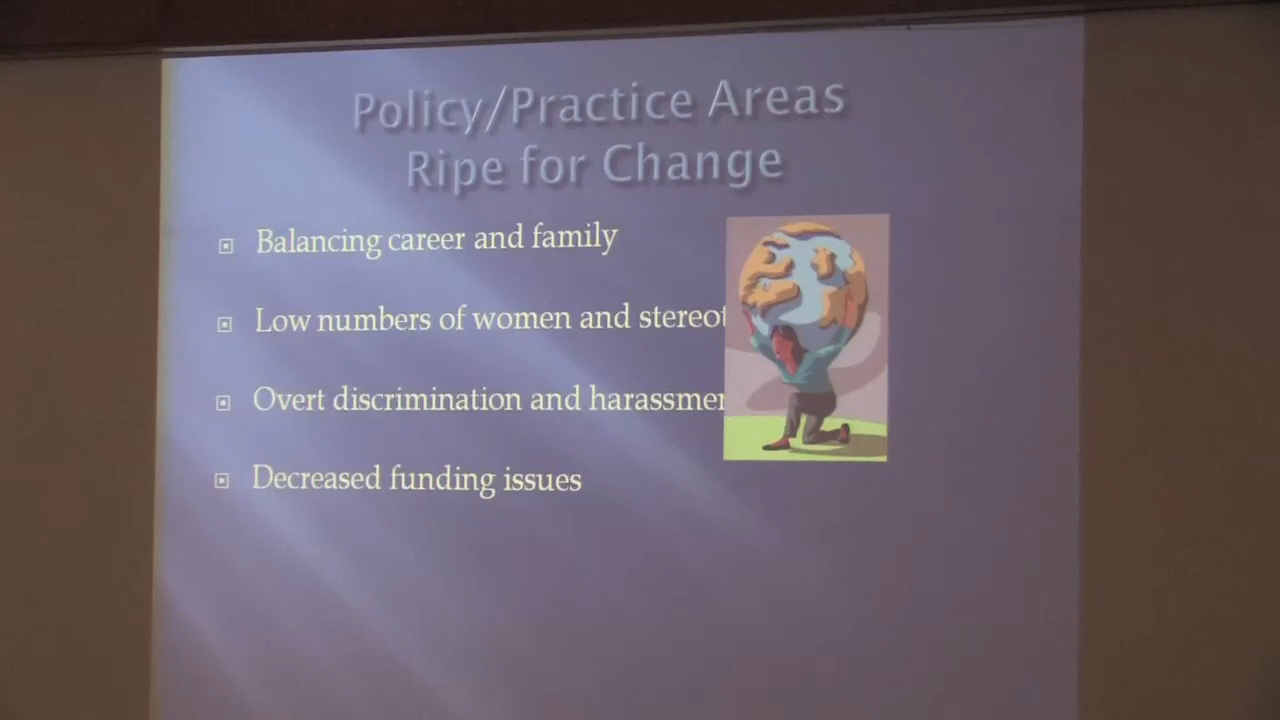 Policy/Practice Areas
Ripe for Change
Balancing career and family
Low numbers of women and
Overt discrimination and
Decreased funding issues